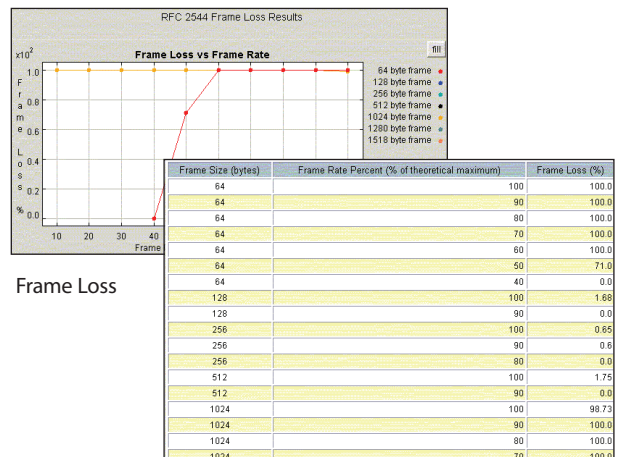 RFC 2544 Frame Loss Results
fill
x10²
Frame Loss vs Frame Rate
Frame Loss %
1.0
0.8
0.6
0.4
0.2
0.0
10 20 30 40
Frame
64 byte frame
128 byte frame
256 byte frame
512 byte frame
1024 byte frame
1280 byte frame
1518 byte frame
Frame Loss
Frame Size (bytes) Frame Rate Percent (% of theoretical maximum) Frame Loss (%)
64 100 100.0
64 90 100.0
64 80 100.0
64 70 100.0
64 60 100.0
64 50 71.0
64 40 0.0
128 100 1.68
128 90 0.0
256 100 0.65
256 90 0.6
256 80 0.0
512 100 1.75
512 90 0.0
1024 100 98.73
1024 90 100.0
1024 80 100.0
1024 70 100.0